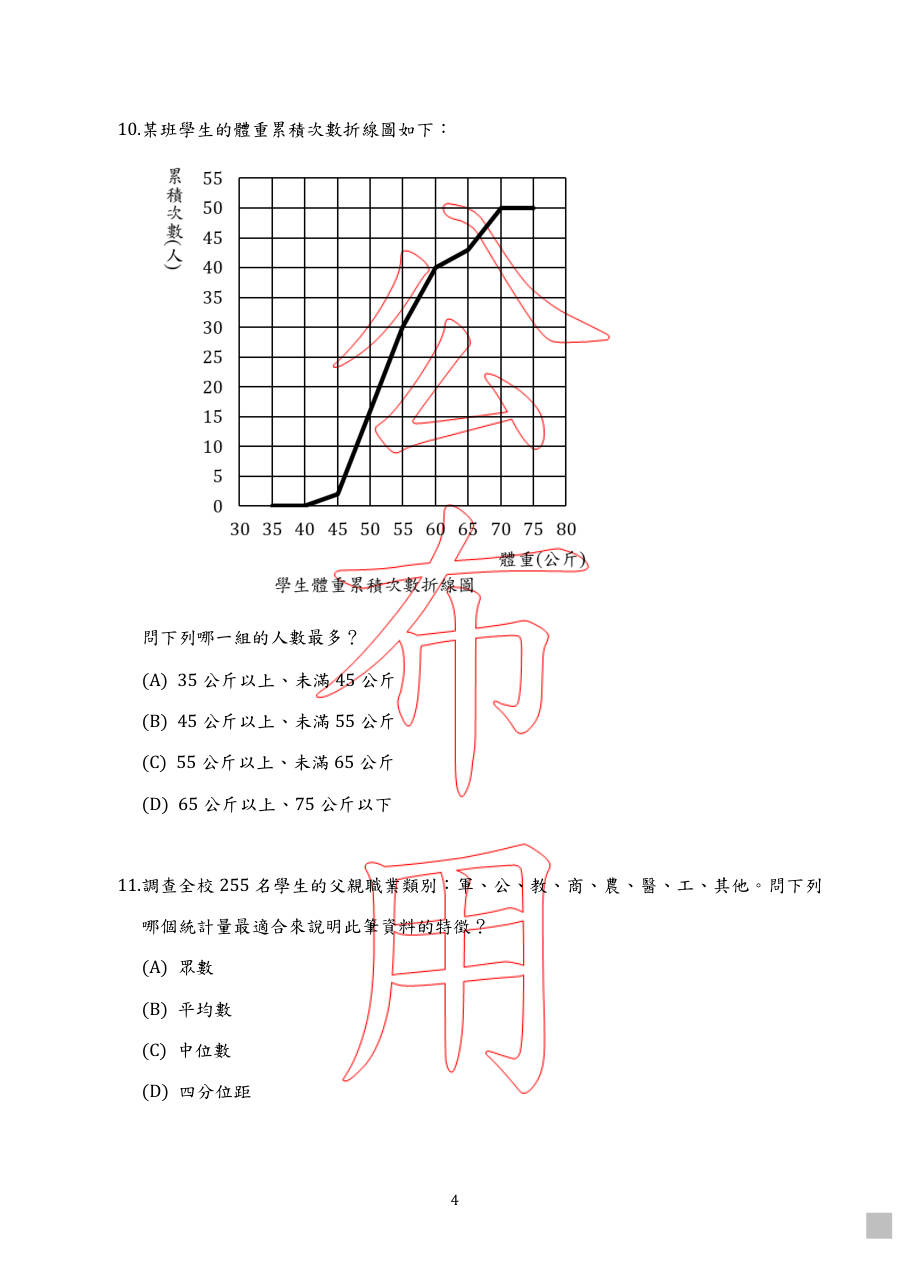 10.某班學生的體重累積次數折線圖如下：
累積次數(人)
55
50
45
40
35
30
25
20
15
10
5
0
30 35 40 45 50 55 60 65 70 75 80
體重(公斤)
學生體重累積次數折線圖
問下列哪一組的人數最多？
(A) 35 公斤以上、未滿 45 公斤
(B) 45 公斤以上、未滿 55 公斤
(C) 55 公斤以上、未滿 65 公斤
(D) 65 公斤以上、75 公斤以下
11.調查全校 255 名學生的父親職業類別：軍、公、教、商、農、醫、工、其他。問下列
哪個統計量最適合來說明此筆資料的特徵？
(A) 眾數
(B) 平均數
(C) 中位數
(D) 四分位距
公布用
4